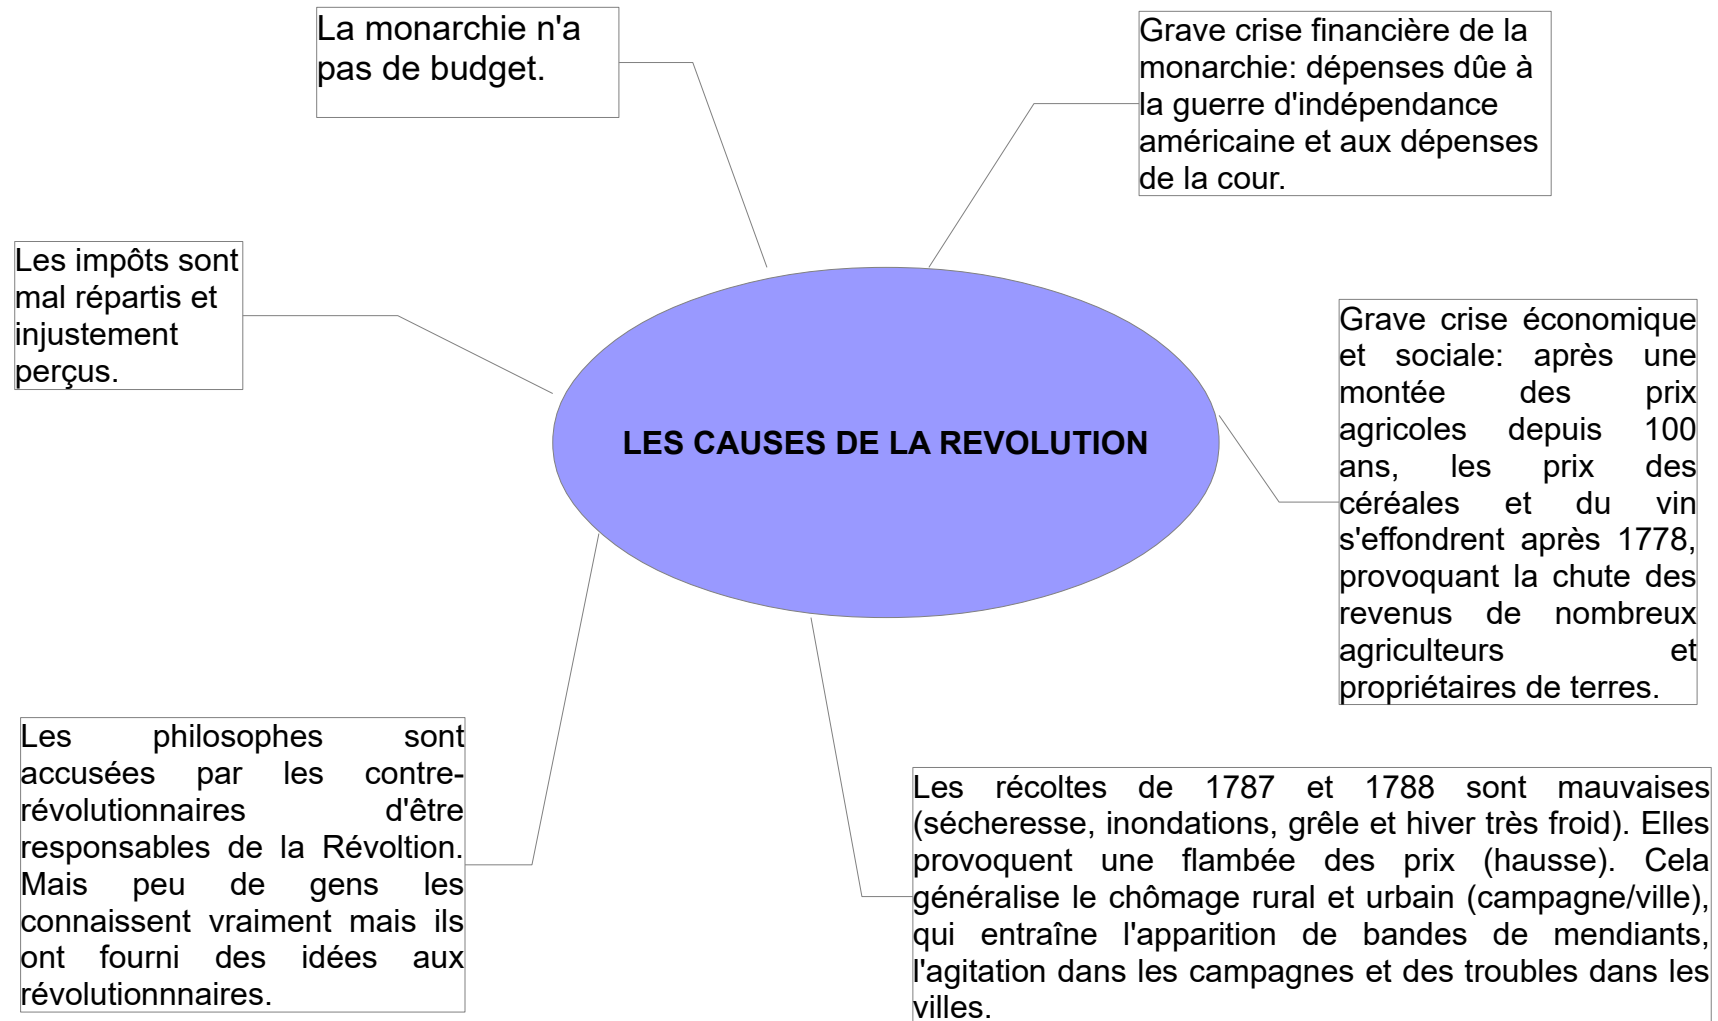 La monarchie n'a
pas de budget.
Grave crise financière de la
monarchie: dépenses dûe à
la guerre d'indépendance
américaine et aux dépenses
de la cour.
Les impôts sont
mal répartis et
injustement
perçus.
Grave crise économique
et sociale: après une
montée des prix
agricoles depuis 100
ans, les prix des
céréales et du vin
s'effondrent après 1778,
provoquant la chute des
revenus de nombreux
agriculteurs et
propriétaires de terres.
LES CAUSES DE LA REVOLUTION
Les philosophes sont
accusées par les contre-
révolutionnaires d'être
responsables de la Révoltion.
Mais peu de gens les
connaissent vraiment mais ils
ont fourni des idées aux
révolutionnnaires.
Les récoltes de 1787 et 1788 sont mauvaises
(sécheresse, inondations, grêle et hiver très froid). Elles
provoquent une flambée des prix (hausse). Cela
généralise le chômage rural et urbain (campagne/ville),
qui entraîne l'apparition de bandes de mendiants,
l'agitation dans les campagnes et des troubles dans les
villes.